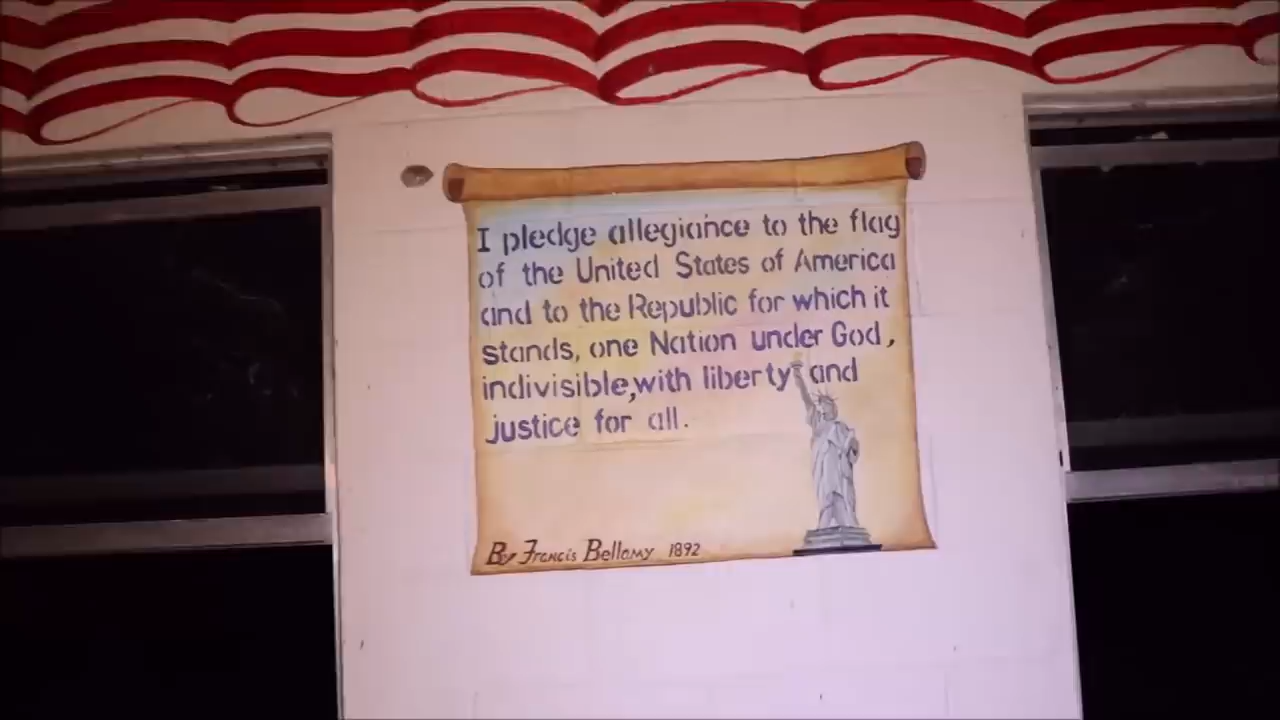 I pledge allegiance to the flag
of the United States of America
and to the Republic for which it
stands, one Nation under God,
indivisible,with liberty and
justice for all.
By Francis Bellamy 1892